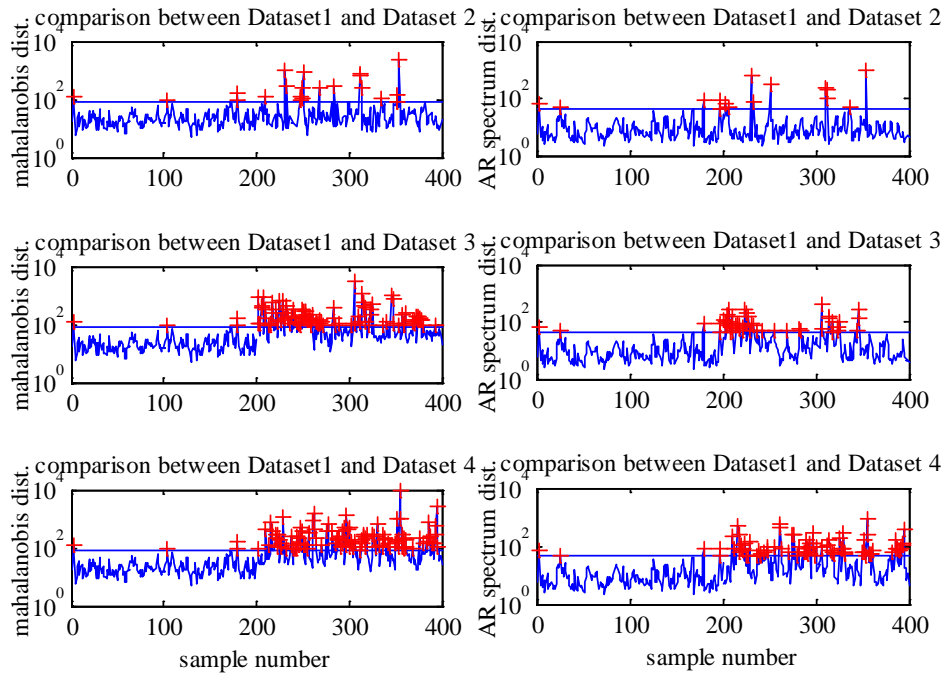 comparison between Dataset1 and Dataset 2
mahalanobis dist.
10^4
10^2
10^0
0 100 200 300 400
comparison between Dataset1 and Dataset 2
AR spectrum dist.
10^4
10^2
10^0
0 100 200 300 400
comparison between Dataset1 and Dataset 3
mahalanobis dist.
10^4
10^2
10^0
0 100 200 300 400
comparison between Dataset1 and Dataset 3
AR spectrum dist.
10^4
10^2
10^0
0 100 200 300 400
comparison between Dataset1 and Dataset 4
mahalanobis dist.
10^4
10^2
10^0
0 100 200 300 400
sample number
comparison between Dataset1 and Dataset 4
AR spectrum dist.
10^4
10^2
10^0
0 100 200 300 400
sample number